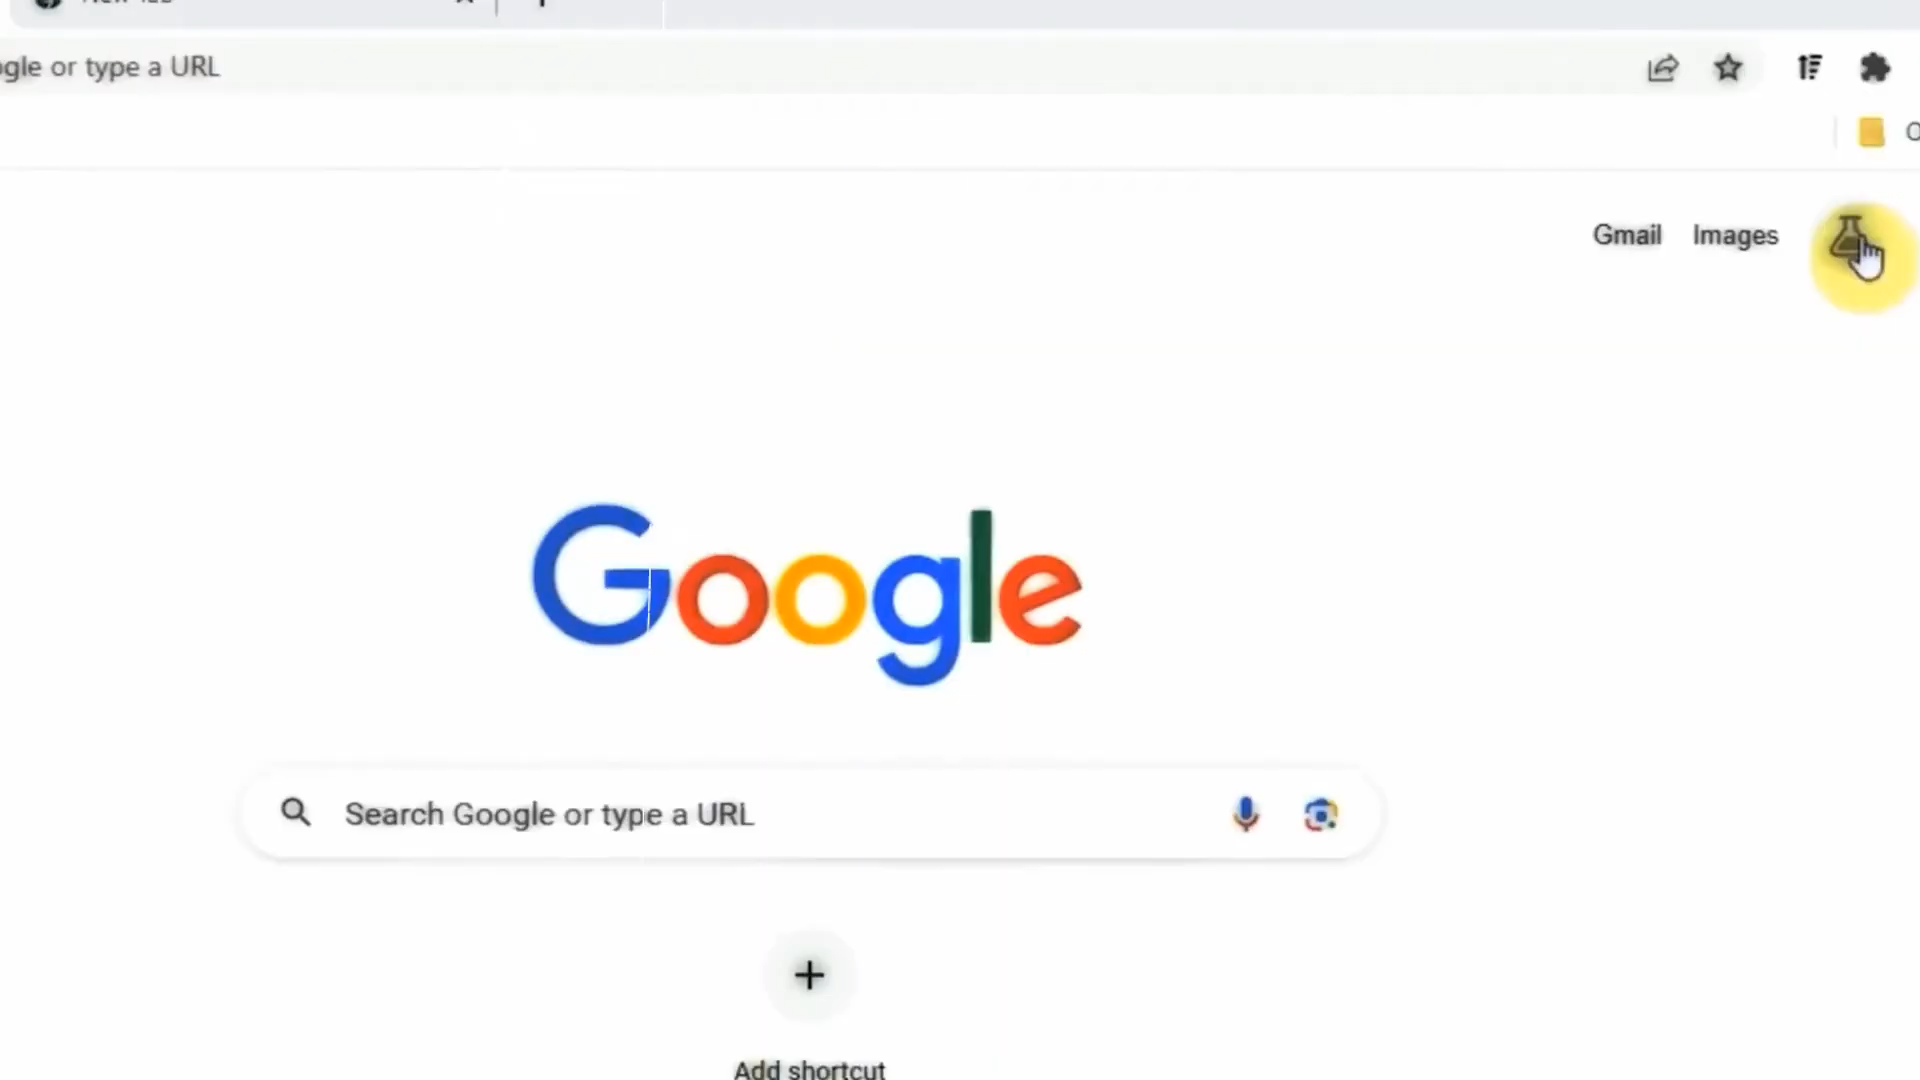 gle or type a URL
Gmail Images
Google
Search Google or type a URL
Add shortcut